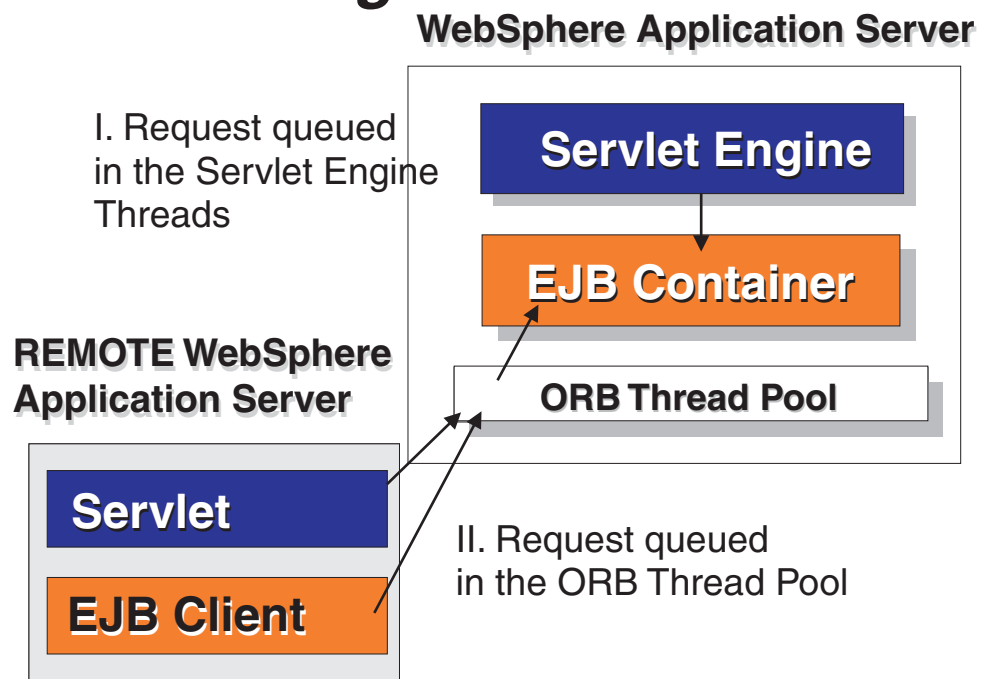 WebSphere Application Server
I. Request queued
in the Servlet Engine
Threads
Servlet Engine
EJB Container
ORB Thread Pool
REMOTE WebSphere
Application Server
Servlet
EJB Client
II. Request queued
in the ORB Thread Pool